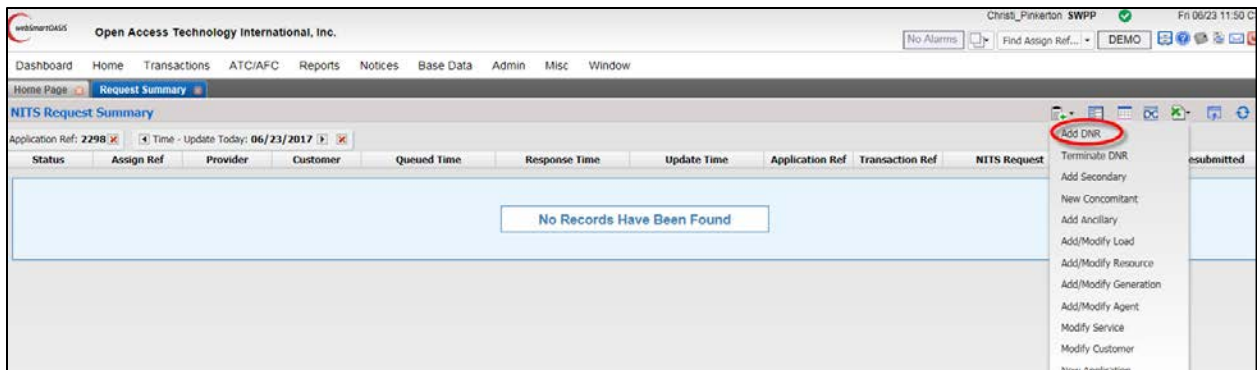 Christi_Pinkerton SWPP Fri 06/23 11:50 C
webSmartOASIS
Open Access Technology International, Inc.
No Alarms Find Assign Ref... DEMO
Dashboard Home Transactions ATC/AFC Reports Notices Base Data Admin Misc Window
Home Page Request Summary
NITS Request Summary
Application Ref: 2298 Time - Update Today: 06/23/2017
Status Assign Ref Provider Customer Queued Time Response Time Update Time Application Ref Transaction Ref NITS Request esubmitted
No Records Have Been Found
Add DNR
Terminate DNR
Add Secondary
New Concomitant
Add Ancillary
Add/Modify Load
Add/Modify Resource
Add/Modify Generation
Add/Modify Agent
Modify Service
Modify Customer
New Application